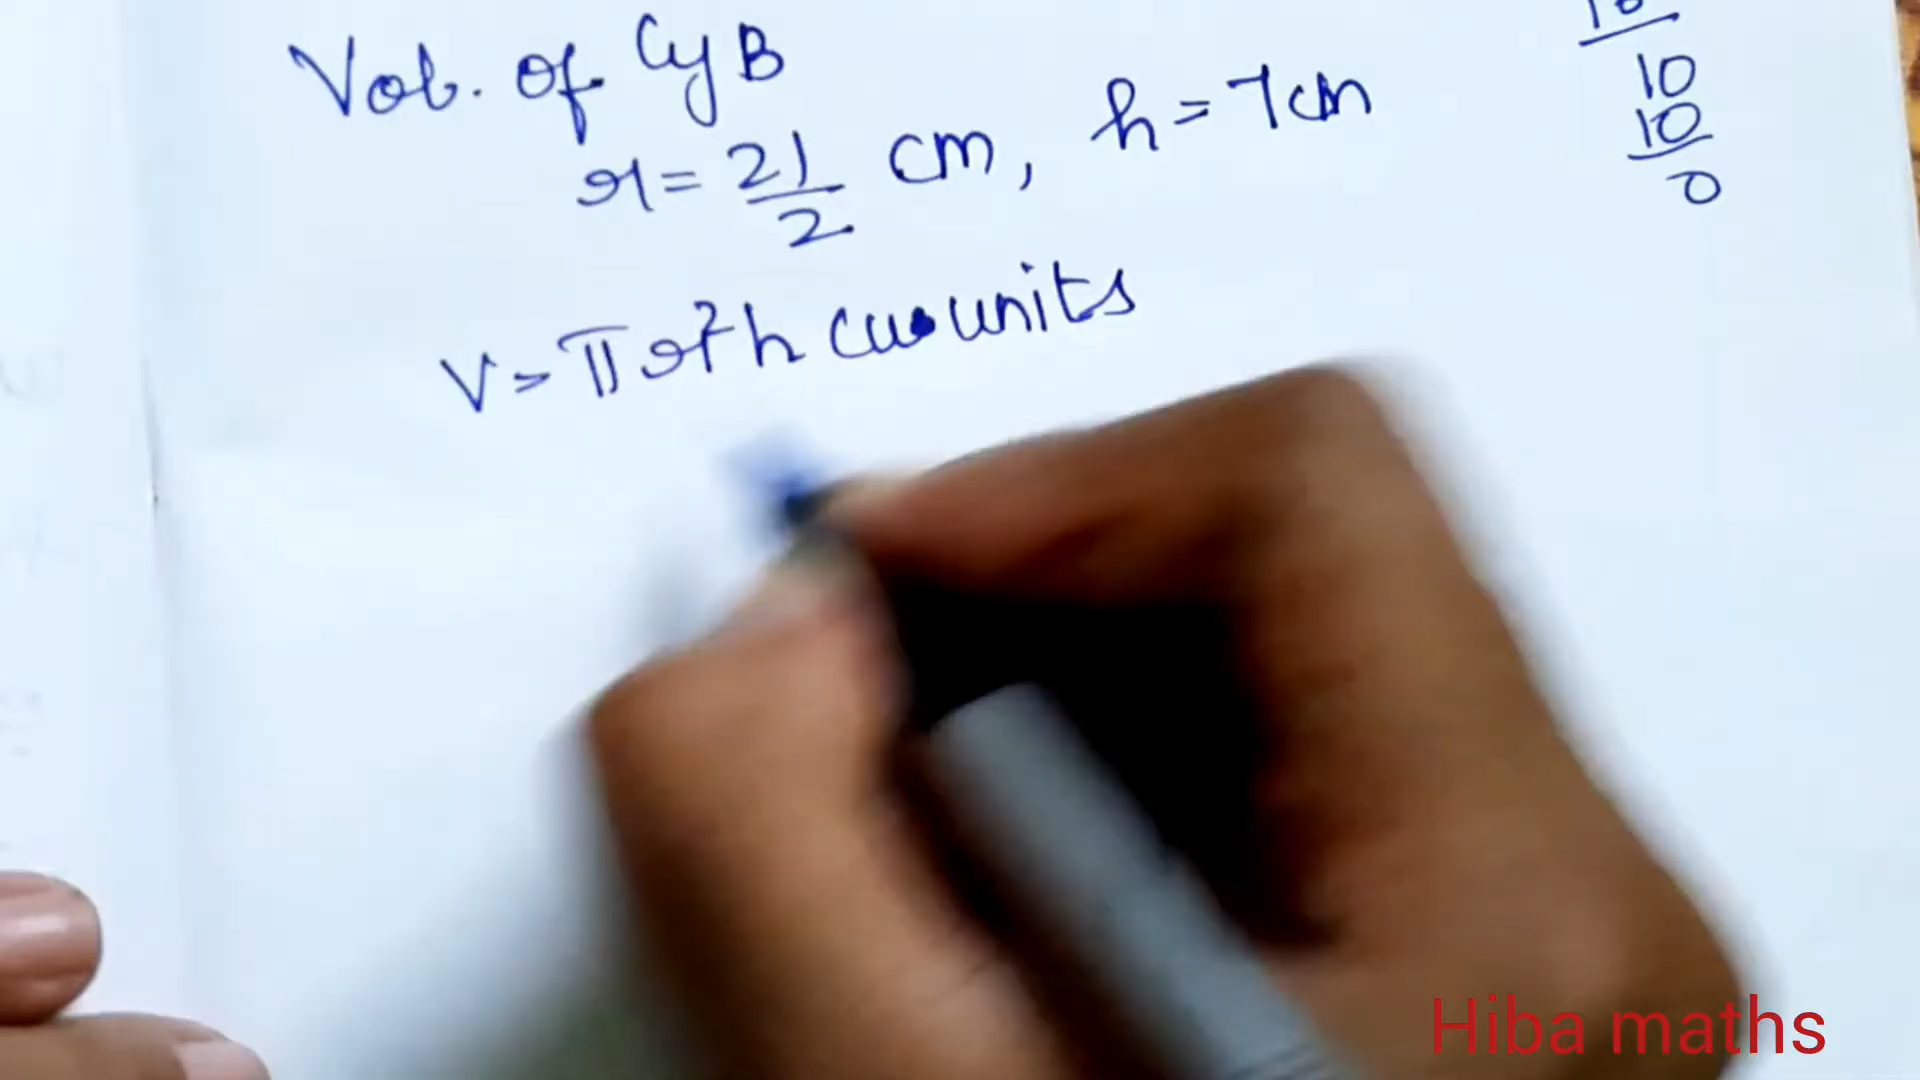 Vol. of Cy B
r = 21/2 cm, h = 7cm
V = πr²h cu.units
10
10
10
0
Hiba maths